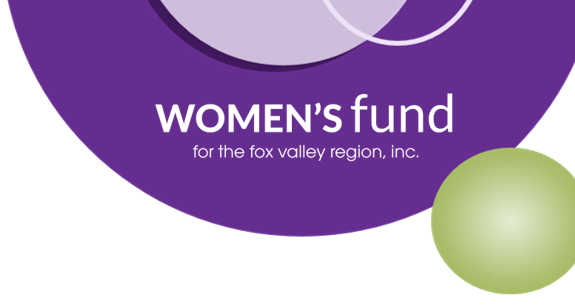 WOMEN'S fund
for the fox valley region, inc.